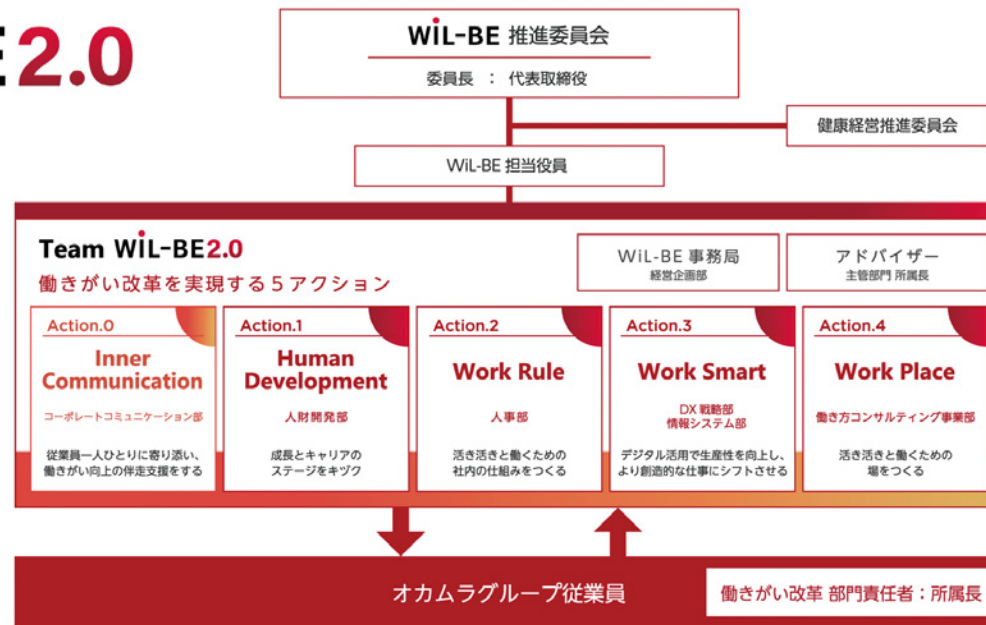 E 2.0
WiL-BE 推進委員会
委員長 ： 代表取締役
健康経営推進委員会
WiL-BE 担当役員
Team WiL-BE2.0
働きがい改革を実現する５アクション
WiL-BE 事務局
経営企画部
アドバイザー
主管部門 所属長
Action.0
Inner
Communication
コーポレートコミュニケーション部
従業員一人ひとりに寄り添い、
働きがい向上の伴走支援をする
Action.1
Human
Development
人財開発部
成長とキャリアの
ステージをキヅク
Action.2
Work Rule
人事部
活き活きと働くための
社内の仕組みをつくる
Action.3
Work Smart
DX 戦略部
情報システム部
デジタル活用で生産性を向上し、
より創造的な仕事にシフトさせる
Action.4
Work Place
働き方コンサルティング事業部
活き活きと働くための
場をつくる
オカムラグループ従業員
働きがい改革 部門責任者：所属長